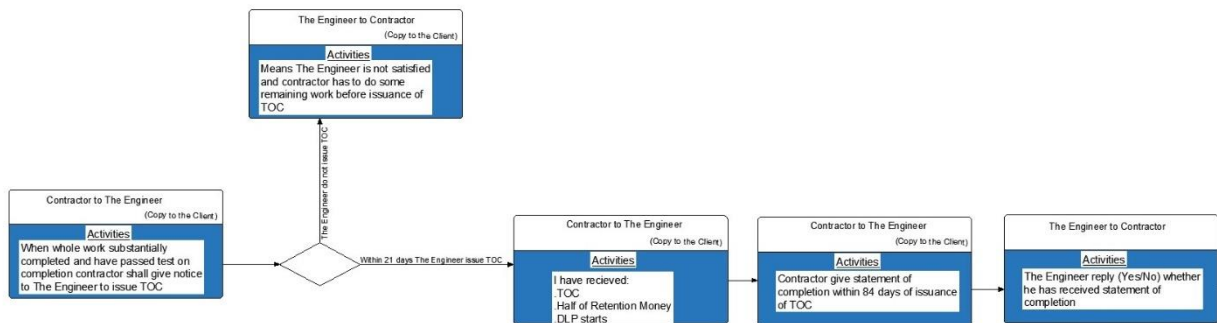 The Engineer to Contractor
(Copy to the Client)
Activities
Means The Engineer is not satisfied
and contractor has to do some
remaining work before issuance of
TOC
The Engineer do not issue TOC
Contractor to The Engineer
(Copy to the Client)
Activities
When whole work substantially
completed and have passed test on
completion contractor shall give notice
to The Engineer to issue TOC
Within 21 days The Engineer issue TOC
Contractor to The Engineer
(Copy to the Client)
Activities
I have recieved:
.TOC
.Half of Retention Money
.DLP starts
Contractor to The Engineer
(Copy to the Client)
Activities
Contractor give statement of
completion within 84 days of issuance
of TOC
The Engineer to Contractor
(Copy to the Client)
Activities
The Engineer reply (Yes/No) whether
he has received statement of
completion